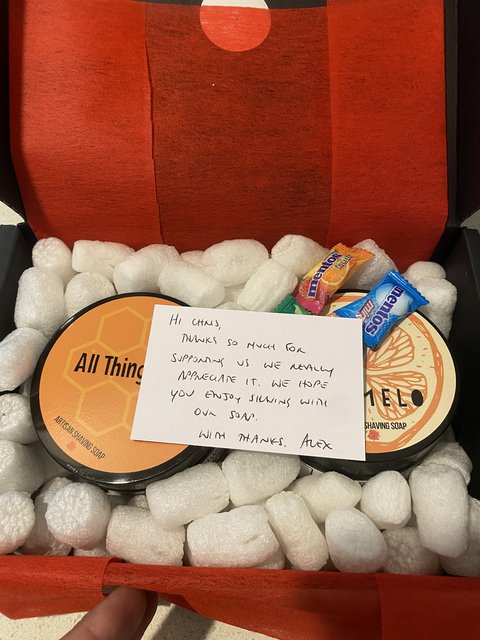 mentos
mentos
All Thing
ARTISAN SHAVING SOAP
MELO
SHAVING SOAP
HI CHRIS,
THANKS SO MUCH FOR
SUPPORTING US. WE REALLY
APPRECIATE IT. WE HOPE
YOU ENJOY SHAVING WITH
OUR SOAP.
WITH THANKS, ALEX